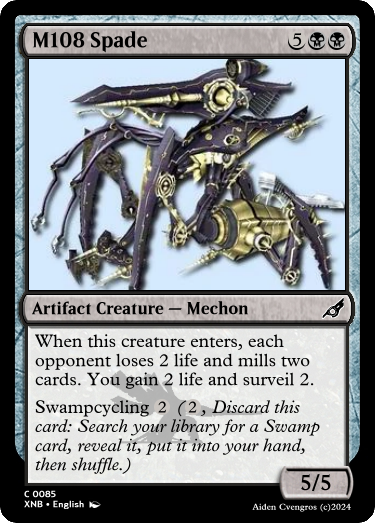 M108 Spade 5
Artifact Creature — Mechon
When this creature enters, each
opponent loses 2 life and mills two
cards. You gain 2 life and surveil 2.
Swampcycling 2 ( 2 , Discard this
card: Search your library for a Swamp
card, reveal it, put it into your hand,
then shuffle.)
5/5
C 0085
XNB • English
Aiden Cvengros (c)2024